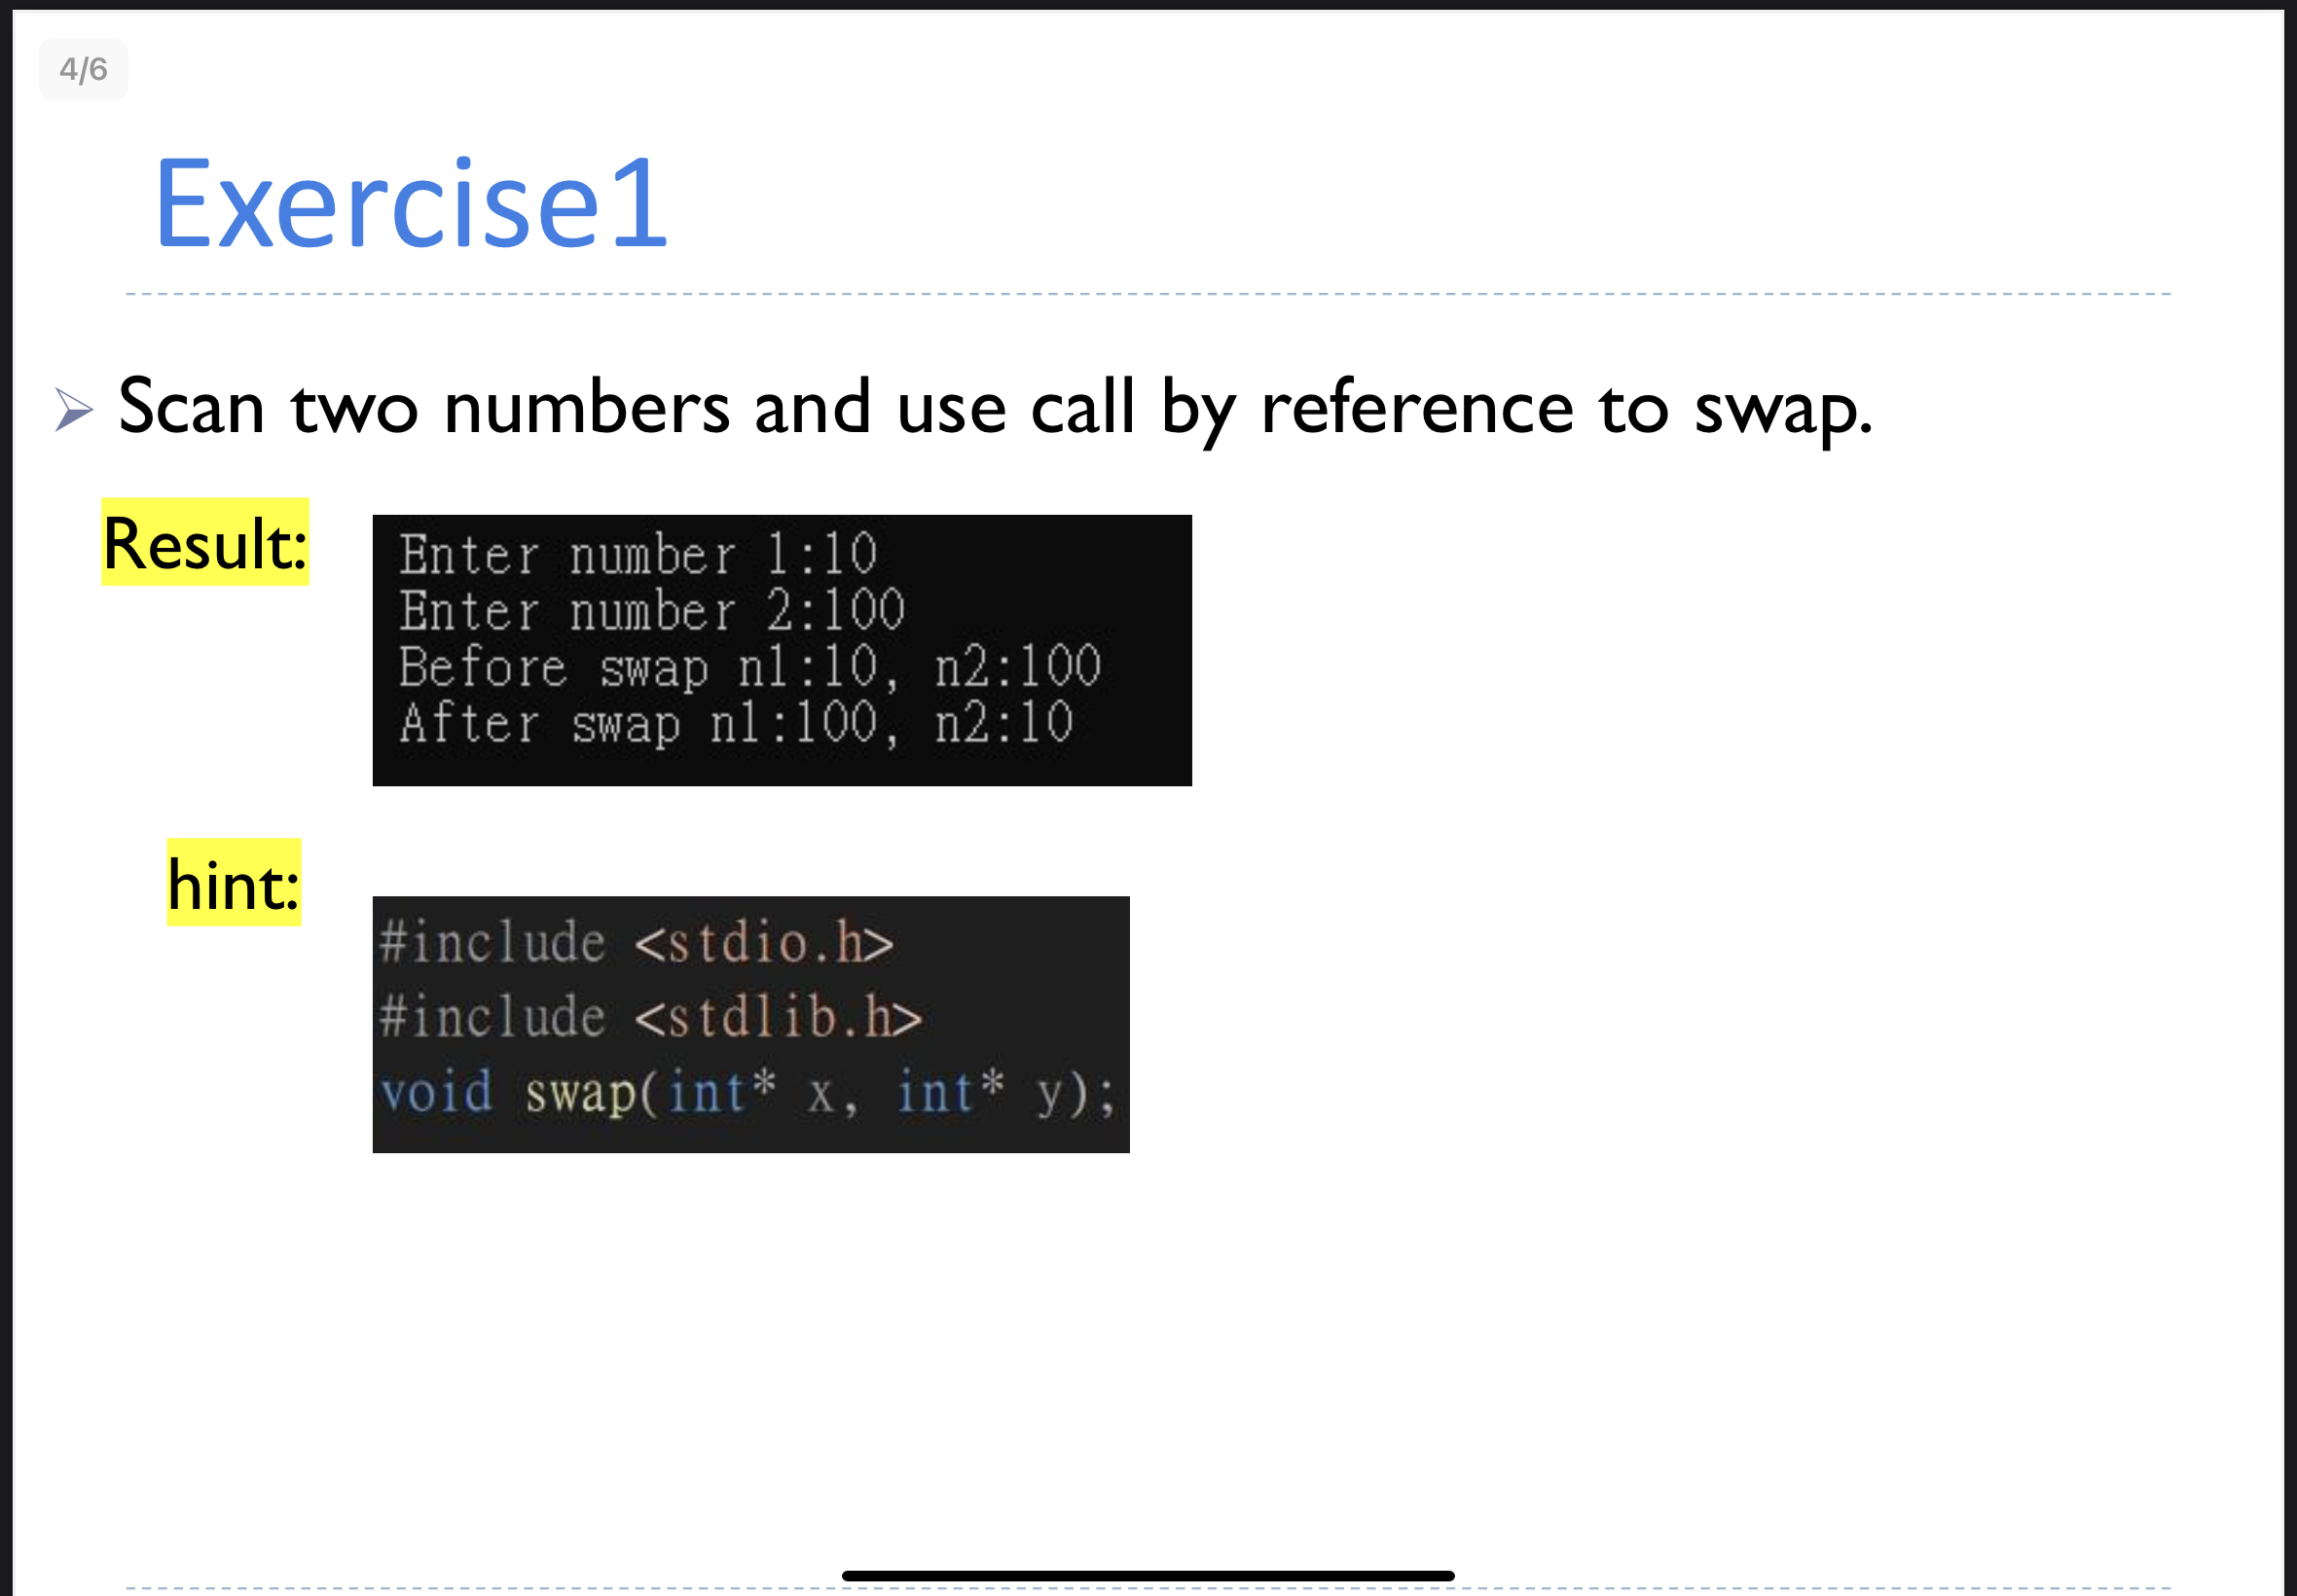 4/6
Exercise1
Scan two numbers and use call by reference to swap.
Result:
Enter number 1:10
Enter number 2:100
Before swap n1:10, n2:100
After swap n1:100, n2:10
hint:
#include <stdio.h>
#include <stdlib.h>
void swap(int* x, int* y);